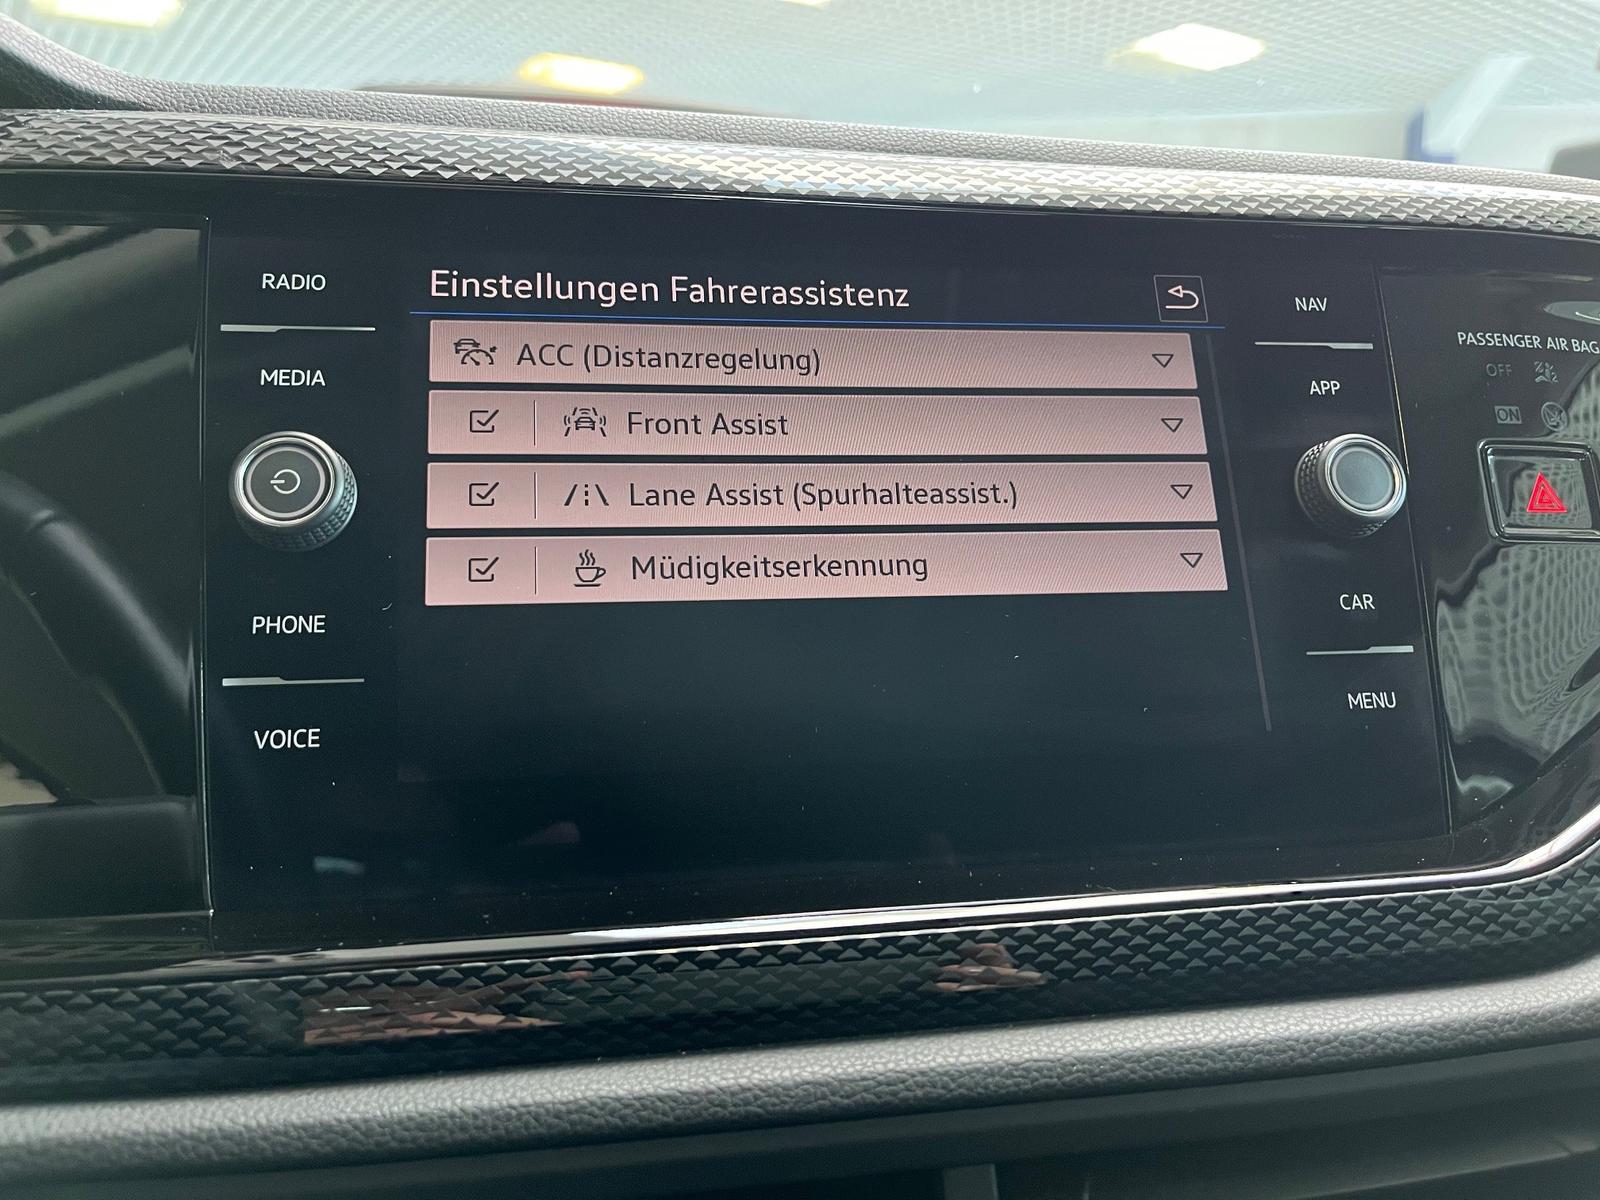 RADIO
MEDIA
PHONE
VOICE
Einstellungen Fahrerassistenz
ACC (Distanzregelung)
Front Assist
Lane Assist (Spurhalteassist.)
Müdigkeitserkennung
NAV
APP
CAR
MENU
PASSENGER AIR BAG
OFF
ON